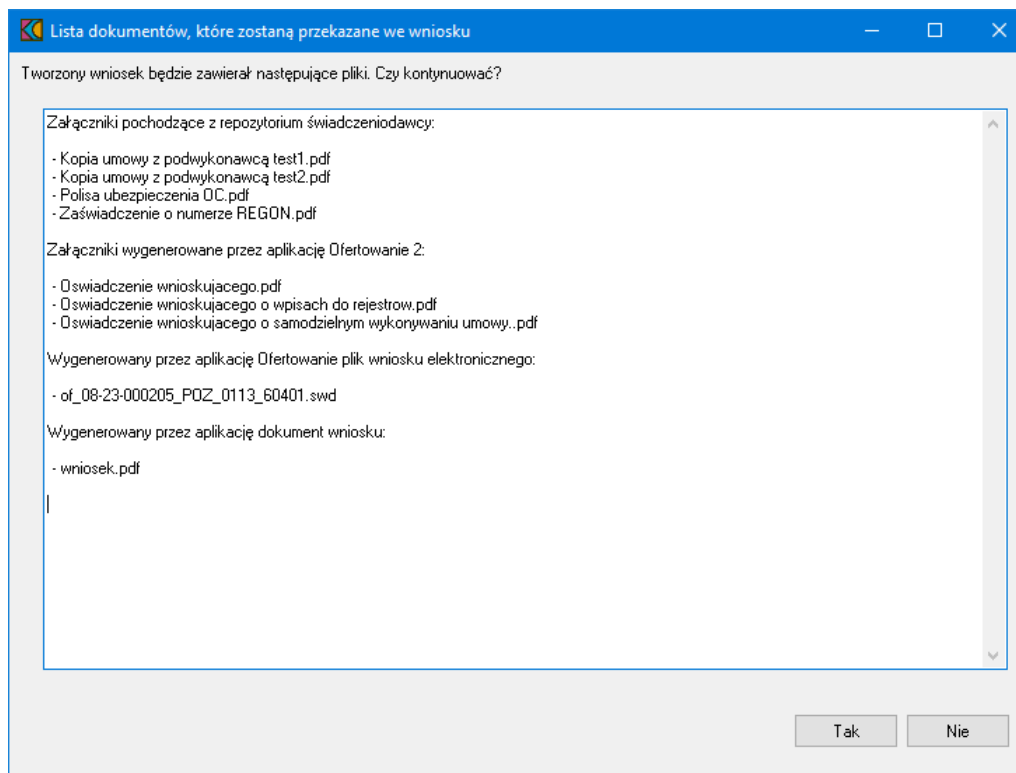 Lista dokumentów, które zostaną przekazane we wniosku
Tworzony wniosek będzie zawierał następujące pliki. Czy kontynuować?
Załączniki pochodzące z repozytorium świadczeniodawcy:
- Kopia umowy z podwykonawcą test1.pdf
- Kopia umowy z podwykonawcą test2.pdf
- Polisa ubezpieczenia OC.pdf
- Zaświadczenie o numerze REGON.pdf
Załączniki wygenerowane przez aplikację Ofertowanie 2:
- Oswiadczenie wnioskujacego.pdf
- Oswiadczenie wnioskujacego o wpisach do rejestrow.pdf
- Oswiadczenie wnioskujacego o samodzielnym wykonywaniu umowy..pdf
Wygenerowany przez aplikację Ofertowanie plik wniosku elektronicznego:
- of_08-23-000205_POZ_0113_60401.swd
Wygenerowany przez aplikację dokument wniosku:
- wniosek.pdf
Tak
Nie